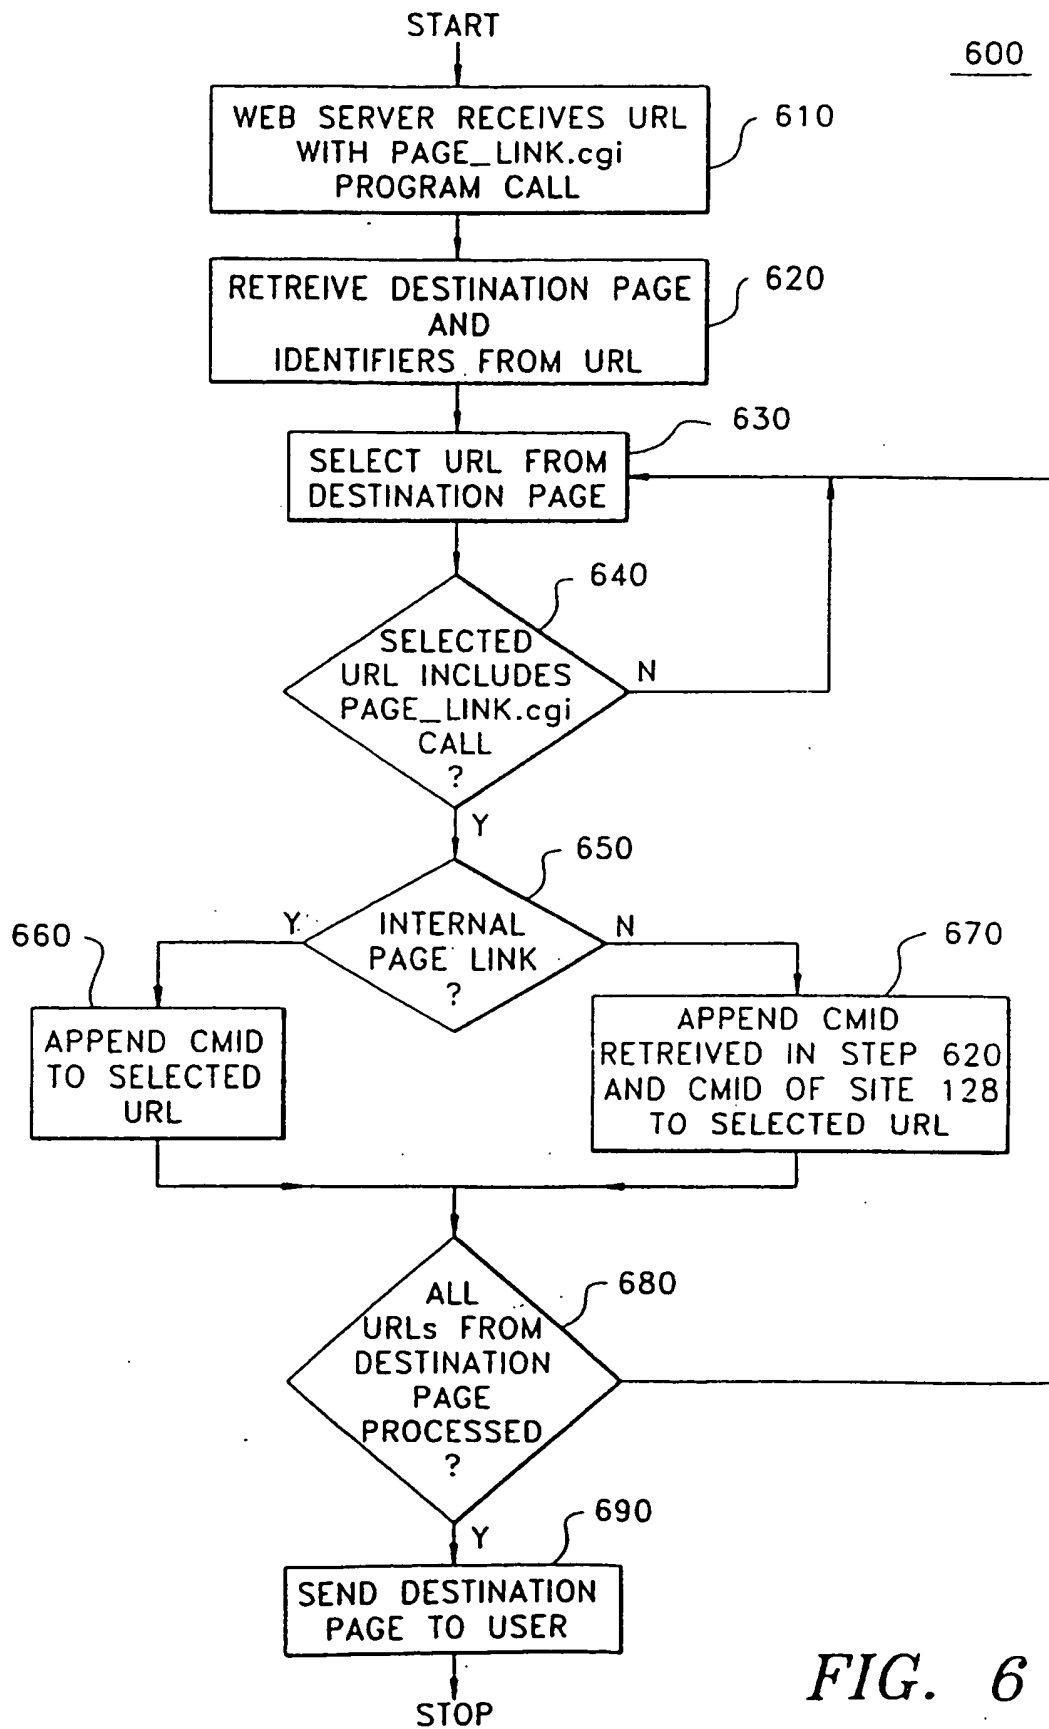 START
600
WEB SERVER RECEIVES URL
WITH PAGE_LINK.cgi
PROGRAM CALL
610
RETREIVE DESTINATION PAGE
AND
IDENTIFIERS FROM URL
620
630
SELECT URL FROM
DESTINATION PAGE
640
SELECTED
URL INCLUDES
PAGE_LINK.cgi
CALL
?
N
Y
650
INTERNAL
PAGE LINK
?
Y
N
660
APPEND CMID
TO SELECTED
URL
670
APPEND CMID
RETREIVED IN STEP 620
AND CMID OF SITE 128
TO SELECTED URL
680
ALL
URLs FROM
DESTINATION
PAGE
PROCESSED
?
Y
690
SEND DESTINATION
PAGE TO USER
STOP
FIG. 6